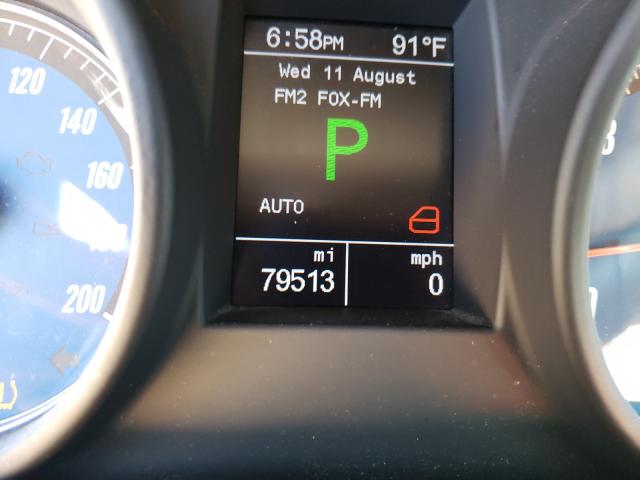 6:58PM 91°F
Wed 11 August
FM2 FOX-FM
P
AUTO
mi mph
79513 0
120
140
160
200